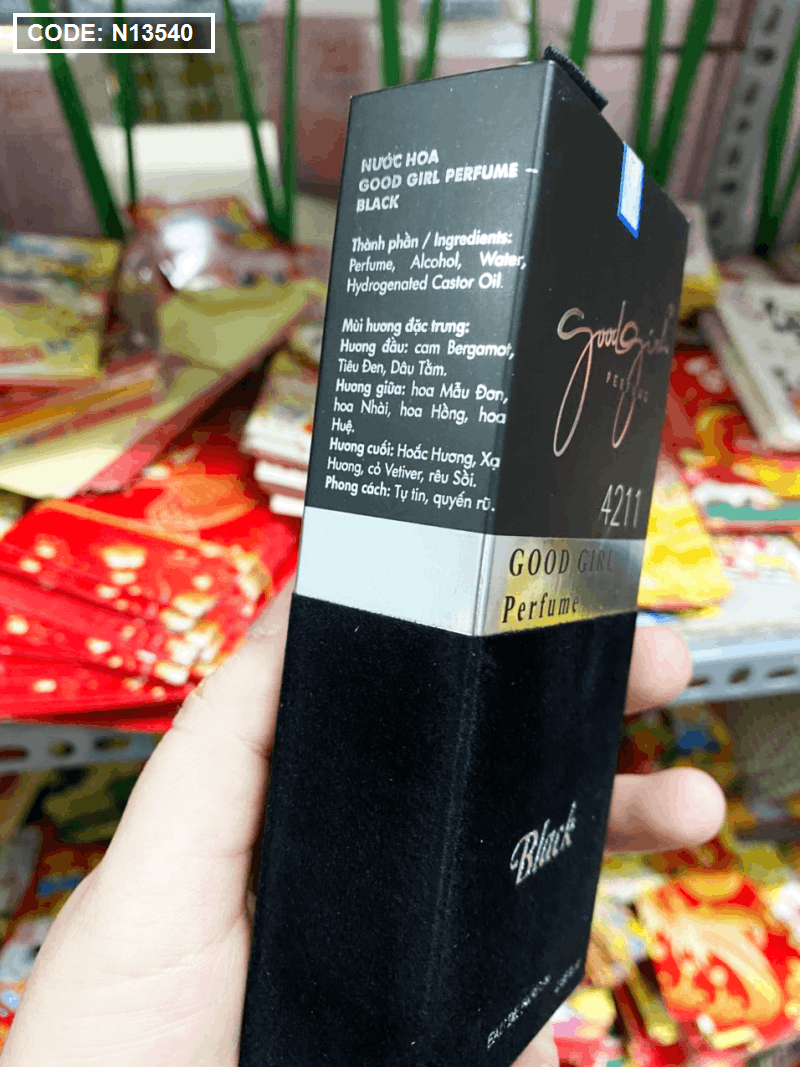 CODE: N13540
NƯỚC HOA
GOOD GIRL PERFUME –
BLACK
Thành phần / Ingredients:
Perfume, Alcohol, Water,
Hydrogenated Castor Oil.
Mùi hương đặc trưng:
Hương đầu: cam Bergamot,
Tiêu Đen, Dâu Tằm.
Hương giữa: hoa Mẫu Đơn,
hoa Nhài, hoa Hồng, hoa
Huệ.
Hương cuối: Hoắc Hương, Xạ
Hương, cỏ Vetiver, rêu Sồi.
Phong cách: Tự tin, quyến rũ.
good girl
PERFUME
4211
GOOD GIRL
Perfume
Black